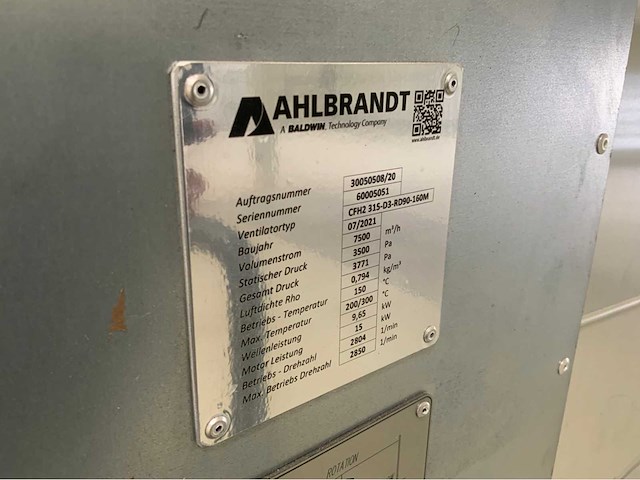 AHLBRANDT
A BALDWIN Technology Company
www.ahlbrandt.de
Auftragsnummer 30050508/20
Seriennummer 60005051
Ventilatortyp CFH2 315-D3-RD90-160M
Baujahr 07/2021
Volumenstrom 7500 m³/h
Statischer Druck 3500 Pa
Gesamt Druck 3771 Pa
Luftdichte Rho 0,794 kg/m³
Betriebs - Temperatur 150 °C
Max. Temperatur 200/300 °C
Wellenleistung 9,65 kW
Motor Leistung 15 kW
Betriebs - Drehzahl 2804 1/min
Max. Betriebs Drehzahl 2850 1/min
ROTATION